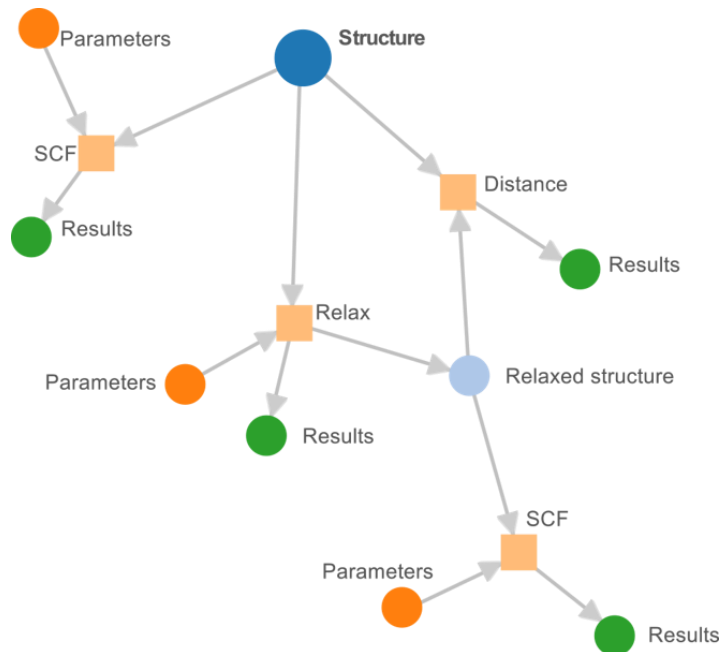 Parameters
Structure
SCF
Distance
Results
Results
Relax
Parameters
Relaxed structure
Results
SCF
Parameters
Results